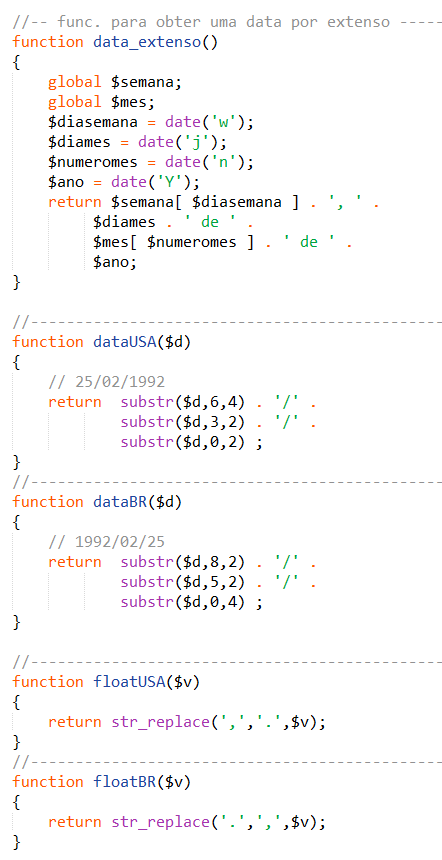 //-- func. para obter uma data por extenso -----
function data_extenso()
{
    global $semana;
    global $mes;
    $diasemana = date('w');
    $diames = date('j');
    $numeromes = date('n');
    $ano = date('Y');
    return $semana[ $diasemana ] . ', ' .
         $diames . ' de ' .
         $mes[ $numeromes ] . ' de ' .
         $ano;
}
//----------------------------------------------
function dataUSA($d)
{
    // 25/02/1992
    return  substr($d,6,4) . '/' .
            substr($d,3,2) . '/' .
            substr($d,0,2) ;
}
//----------------------------------------------
function dataBR($d)
{
    // 1992/02/25
    return  substr($d,8,2) . '/' .
            substr($d,5,2) . '/' .
            substr($d,0,4) ;
}
//----------------------------------------------
function floatUSA($v)
{
    return str_replace(',','.',$v);
}
//----------------------------------------------
function floatBR($v)
{
    return str_replace('.',',',$v);
}